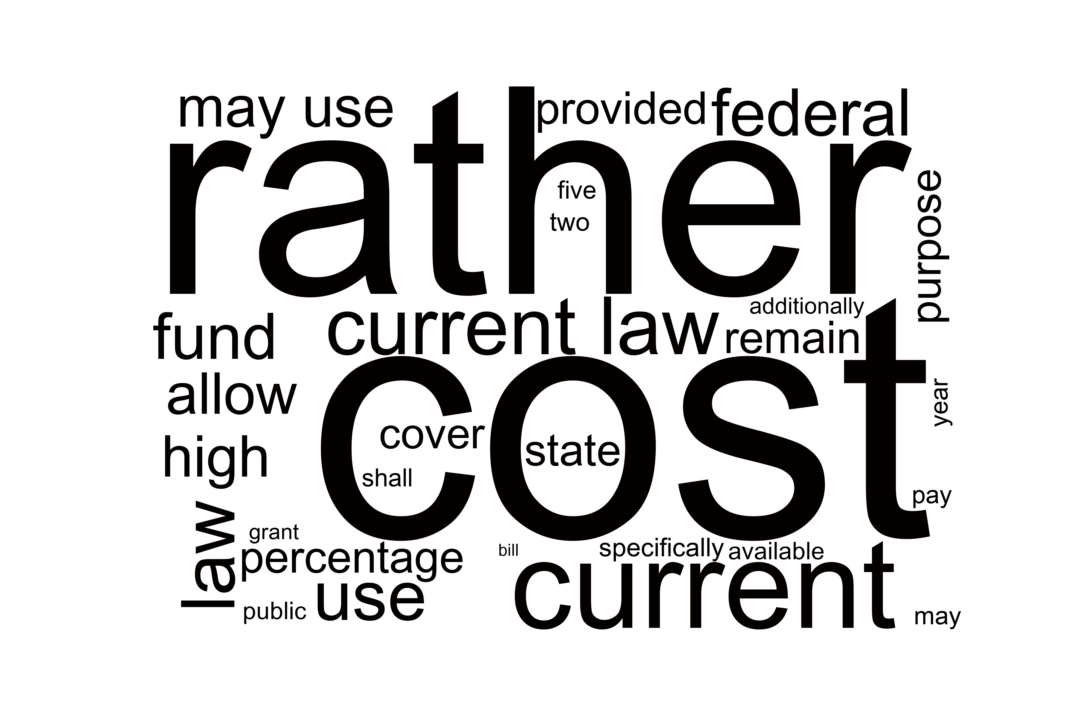 may use
provided
federal
rather
five
two
purpose
additionally
fund
current law
remain
allow
cost
year
high
cover
state
shall
pay
law
grant
percentage
bill
specifically
available
public
use
current
may